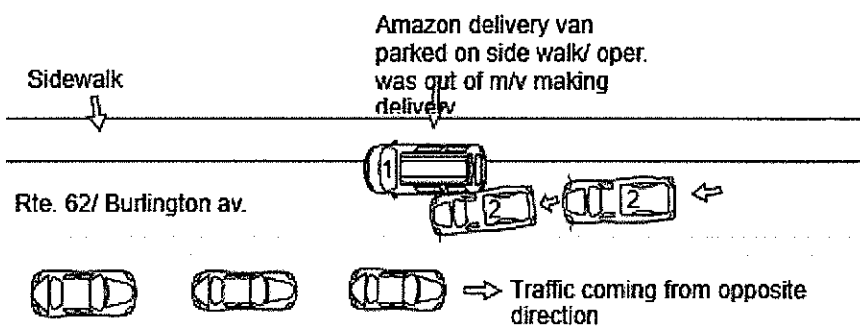 Amazon delivery van
parked on side walk/ oper.
was out of m/v making
delivery
Sidewalk
1
Rte. 62/ Burlington av.
2
2
Traffic coming from opposite
direction